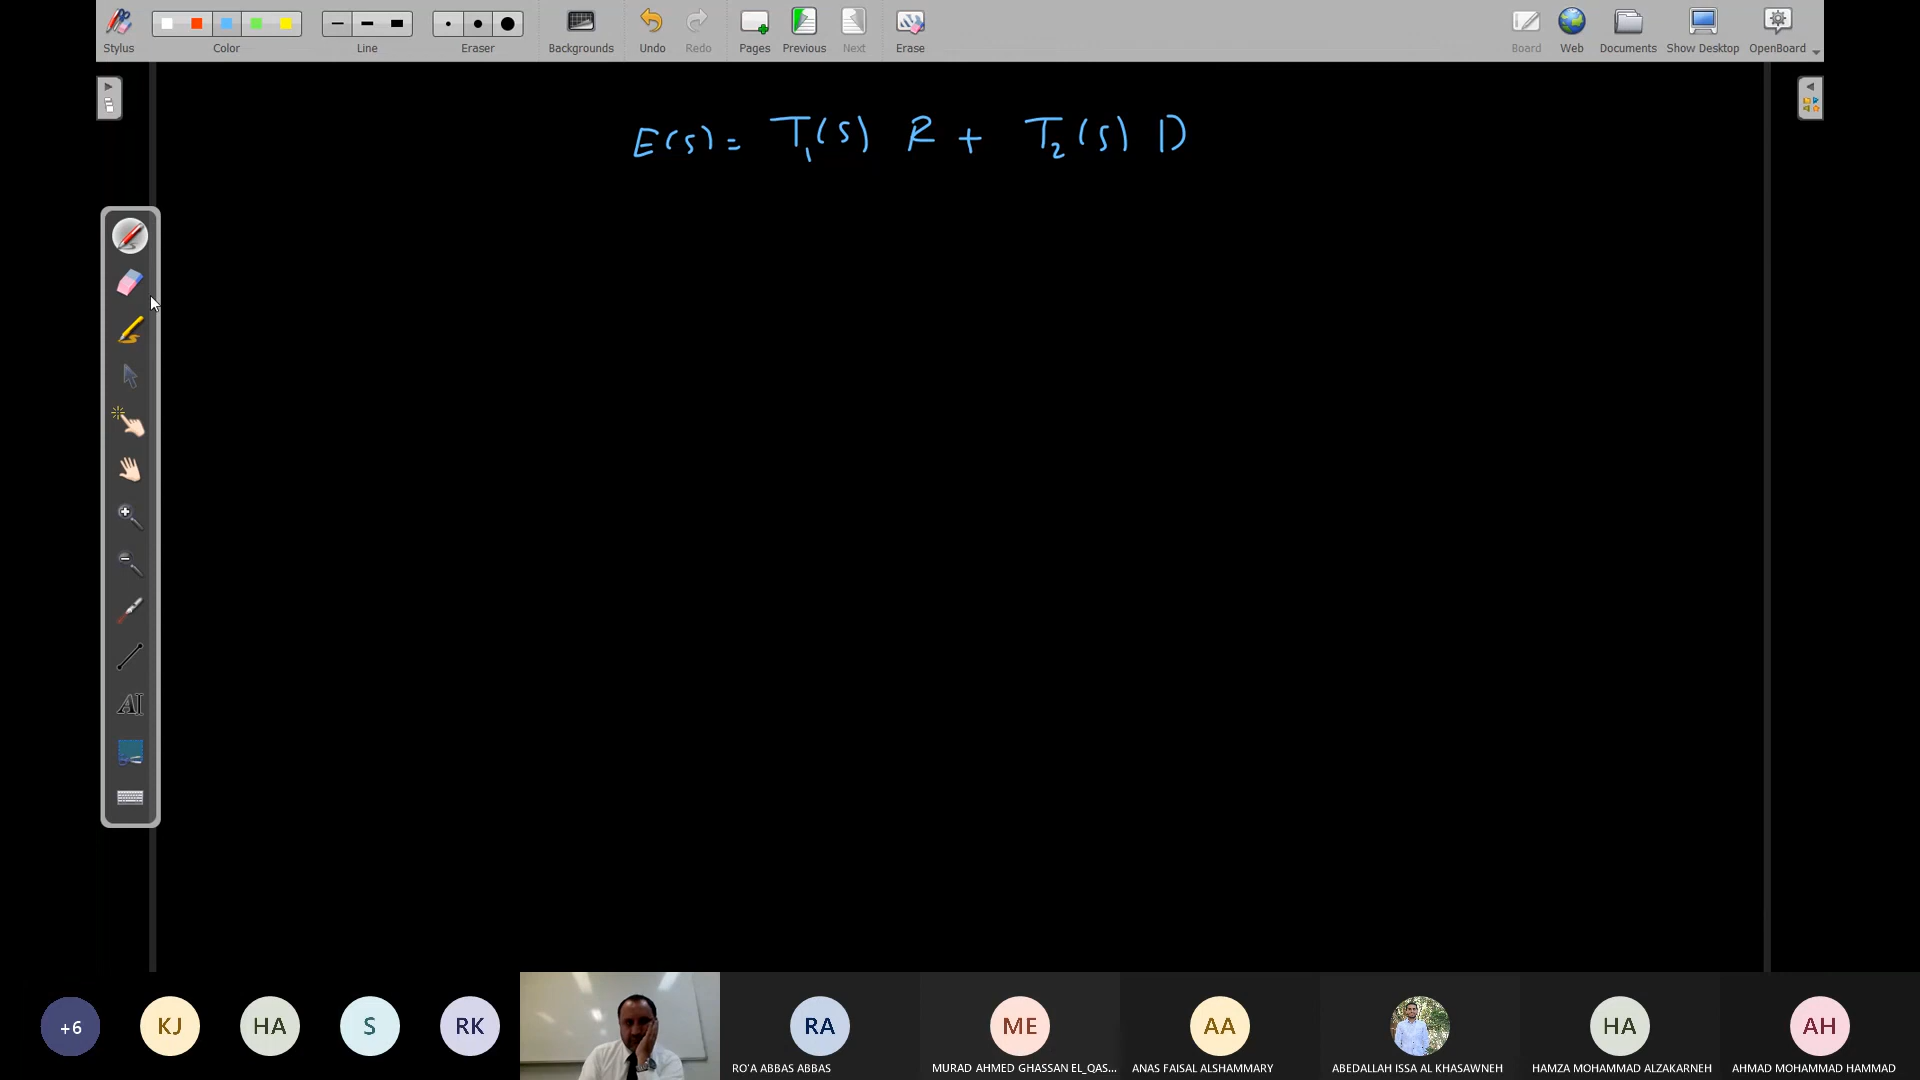 Stylus Color Line Eraser Backgrounds Undo Redo Pages Previous Next Erase Board Web Documents Show Desktop OpenBoard
E(s) = T₁(s) R + T₂(s) D
AI
+6 KJ HA S RK RA ME AA HA AH
RO'A ABBAS ABBAS MURAD AHMED GHASSAN EL_QAS... ANAS FAISAL ALSHAMMARY ABEDALLAH ISSA AL KHASAWNEH HAMZA MOHAMMAD ALZAKARNEH AHMAD MOHAMMAD HAMMAD